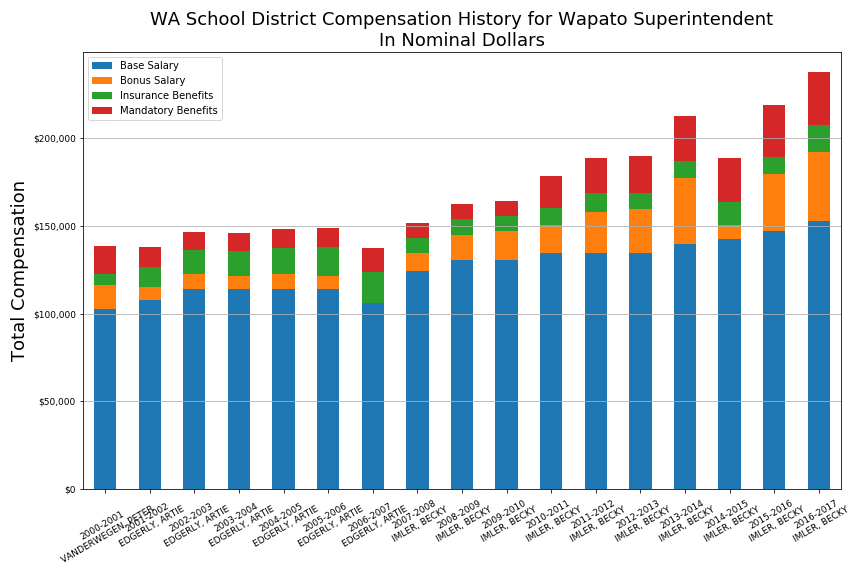 WA School District Compensation History for Wapato Superintendent
In Nominal Dollars
Base Salary
Bonus Salary
Insurance Benefits
Mandatory Benefits
Total Compensation
$200,000
$150,000
$100,000
$50,000
$0
2000-2001
VANDERWEGEN, PETER
2001-2002
EDGERLY, ARTIE
2002-2003
EDGERLY, ARTIE
2003-2004
EDGERLY, ARTIE
2004-2005
EDGERLY, ARTIE
2005-2006
EDGERLY, ARTIE
2006-2007
EDGERLY, ARTIE
2007-2008
IMLER, BECKY
2008-2009
IMLER, BECKY
2009-2010
IMLER, BECKY
2010-2011
IMLER, BECKY
2011-2012
IMLER, BECKY
2012-2013
IMLER, BECKY
2013-2014
IMLER, BECKY
2014-2015
IMLER, BECKY
2015-2016
IMLER, BECKY
2016-2017
IMLER, BECKY